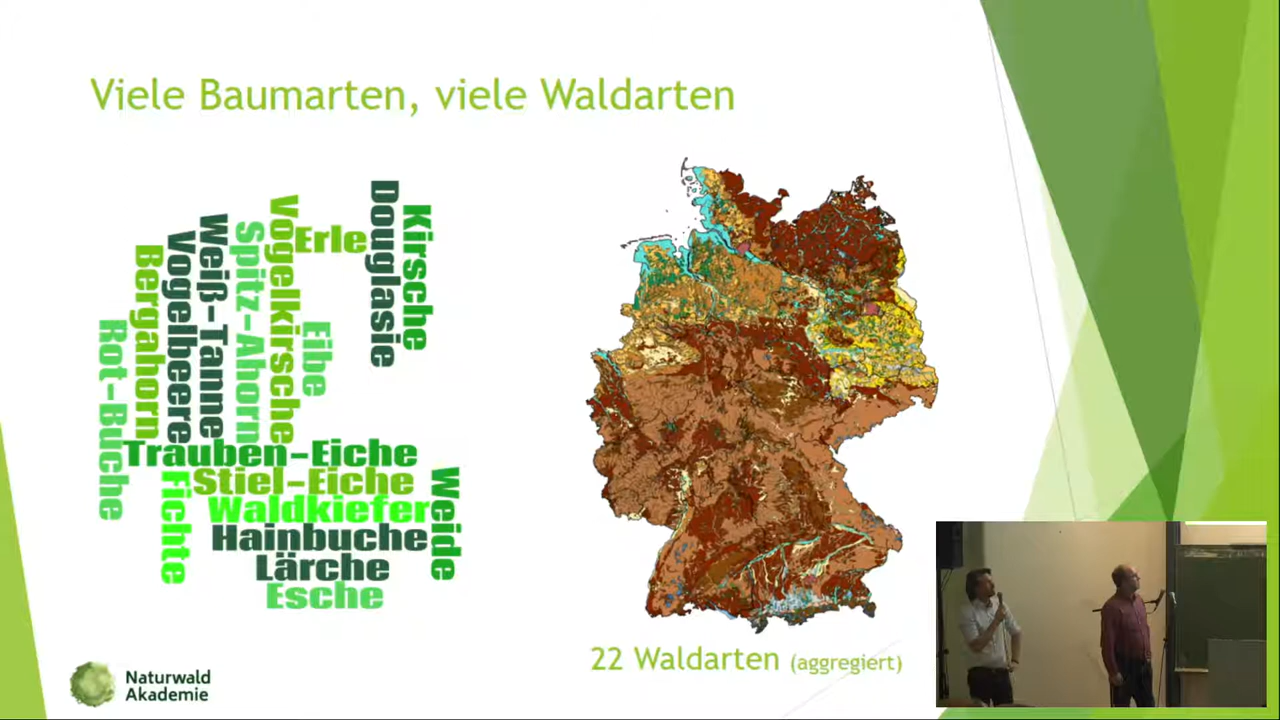 Viele Baumarten, viele Waldarten
Rot-Buche
Bergahorn
Vogelbeere
Weiß-Tanne
Spitz-Ahorn
Vogelkirsche
Erle
Eibe
Douglasie
Kirsche
Trauben-Eiche
Fichte
Stiel-Eiche
Waldkiefer
Weide
Hainbuche
Lärche
Esche
22 Waldarten (aggregiert)
Naturwald
Akademie